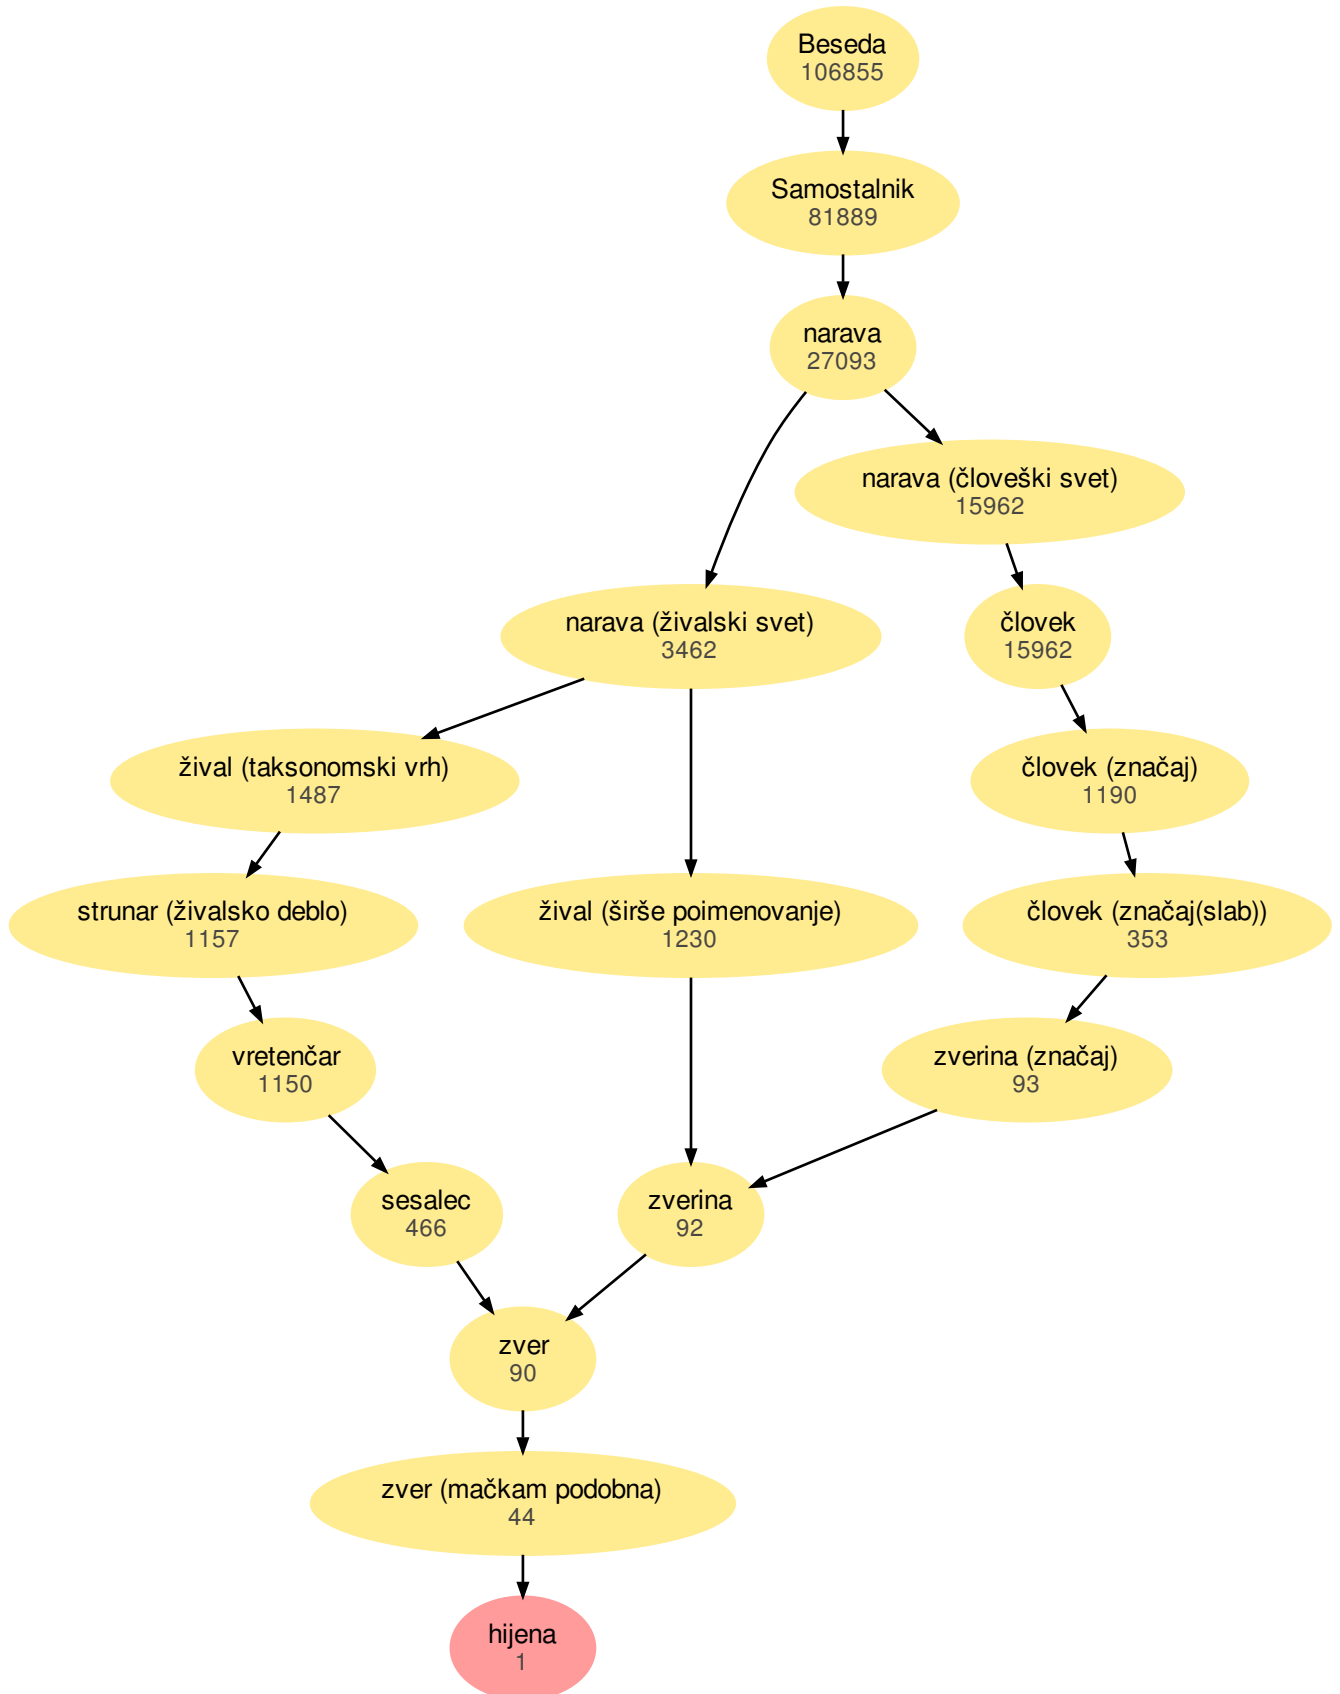 Beseda
106855
Samostalnik
81889
narava
27093
narava (človeški svet)
15962
narava (živalski svet)
3462
človek
15962
žival (taksonomski vrh)
1487
človek (značaj)
1190
strunar (živalsko deblo)
1157
žival (širše poimenovanje)
1230
človek (značaj(slab))
353
vretenčar
1150
zverina (značaj)
93
sesalec
466
zverina
92
zver
90
zver (mačkam podobna)
44
hijena
1